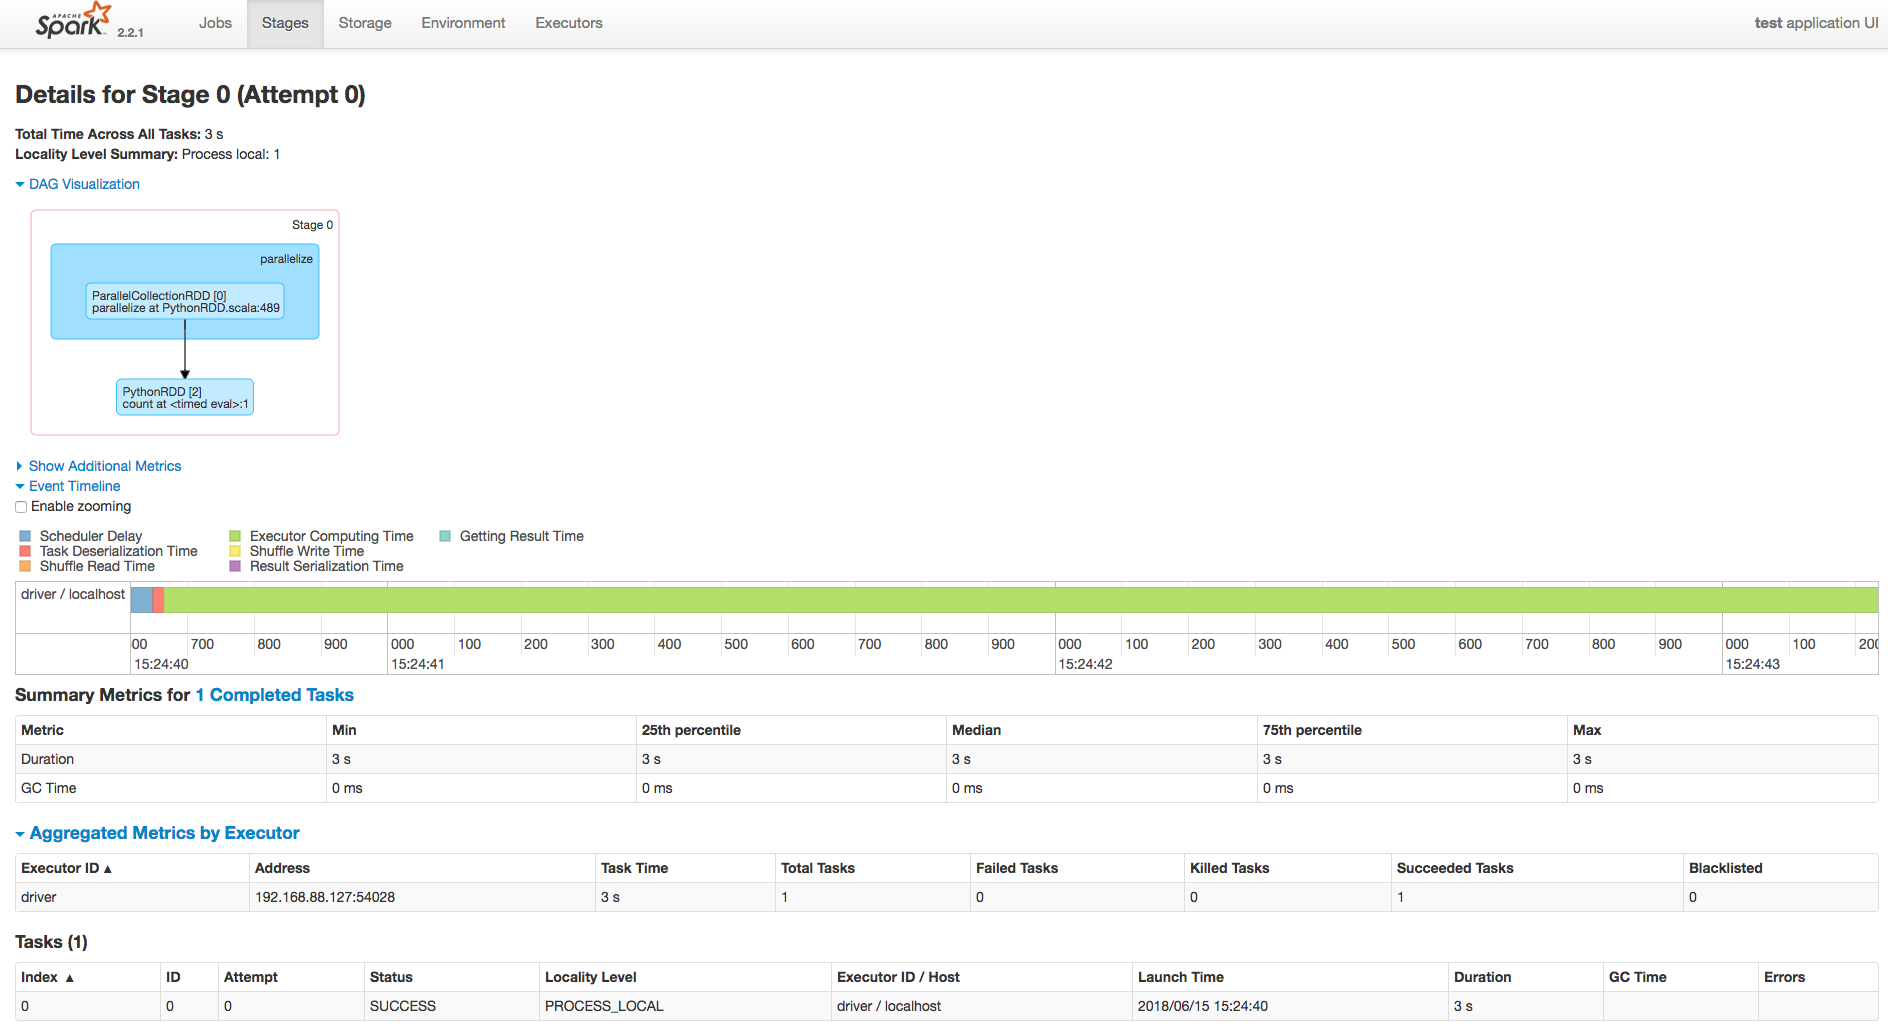 APACHE
Spark 2.2.1 Jobs Stages Storage Environment Executors test application UI
Details for Stage 0 (Attempt 0)
Total Time Across All Tasks: 3 s
Locality Level Summary: Process local: 1
DAG Visualization
Stage 0
parallelize
ParallelCollectionRDD [0]
parallelize at PythonRDD.scala:489
PythonRDD [2]
count at <timed eval>:1
Show Additional Metrics
Event Timeline
Enable zooming
Scheduler Delay Executor Computing Time Getting Result Time
Task Deserialization Time Shuffle Write Time
Shuffle Read Time Result Serialization Time
driver / localhost
00 700 800 900 000 100 200 300 400 500 600 700 800 900 000 100 200 300 400 500 600 700 800 900 000 100 200
15:24:40 15:24:41 15:24:42 15:24:43
Summary Metrics for 1 Completed Tasks
Metric Min 25th percentile Median 75th percentile Max
Duration 3 s 3 s 3 s 3 s 3 s
GC Time 0 ms 0 ms 0 ms 0 ms 0 ms
Aggregated Metrics by Executor
Executor ID ▲ Address Task Time Total Tasks Failed Tasks Killed Tasks Succeeded Tasks Blacklisted
driver 192.168.88.127:54028 3 s 1 0 0 1 0
Tasks (1)
Index ▲ ID Attempt Status Locality Level Executor ID / Host Launch Time Duration GC Time Errors
0 0 0 SUCCESS PROCESS_LOCAL driver / localhost 2018/06/15 15:24:40 3 s